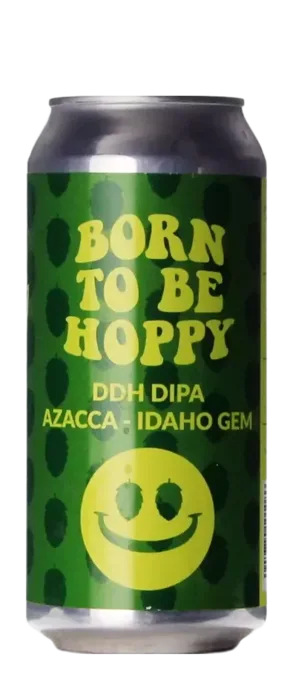 BORN
TO BE
HOPPY
DDH DIPA
AZACCA - IDAHO GEM